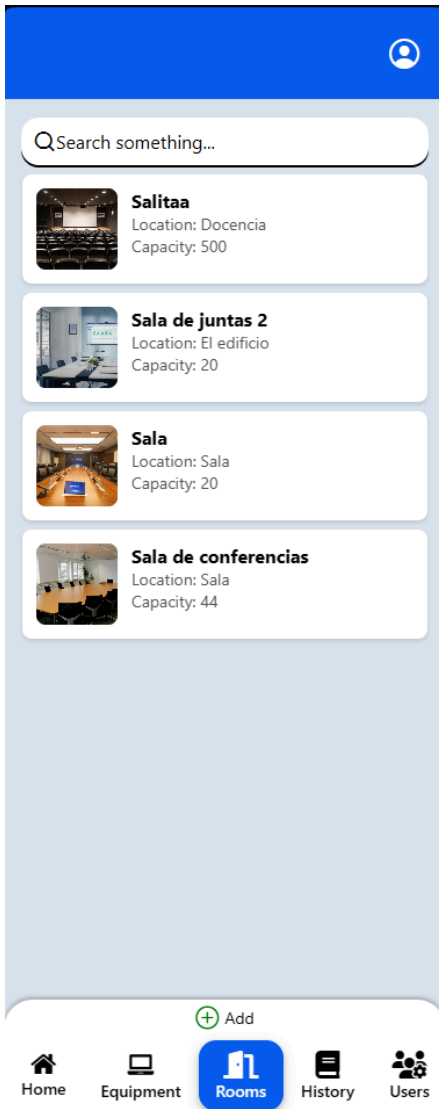 Search something...
Salitaa
Location: Docencia
Capacity: 500
Sala de juntas 2
Location: El edificio
Capacity: 20
Sala
Location: Sala
Capacity: 20
Sala de conferencias
Location: Sala
Capacity: 44
Add
Home Equipment Rooms History Users